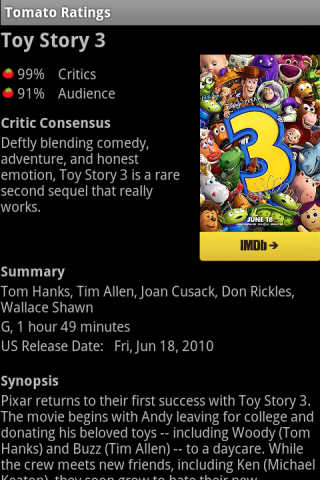 Tomato Ratings
Toy Story 3
99% Critics
91% Audience
Critic Consensus
Deftly blending comedy,
adventure, and honest
emotion, Toy Story 3 is a rare
second sequel that really
works.
3
JUNE 18
IMDb
Summary
Tom Hanks, Tim Allen, Joan Cusack, Don Rickles,
Wallace Shawn
G, 1 hour 49 minutes
US Release Date: Fri, Jun 18, 2010
Synopsis
Pixar returns to their first success with Toy Story 3.
The movie begins with Andy leaving for college and
donating his beloved toys -- including Woody (Tom
Hanks) and Buzz (Tim Allen) -- to a daycare. While
the crew meets new friends, including Ken (Michael
Keaton), they soon grow to hate their new